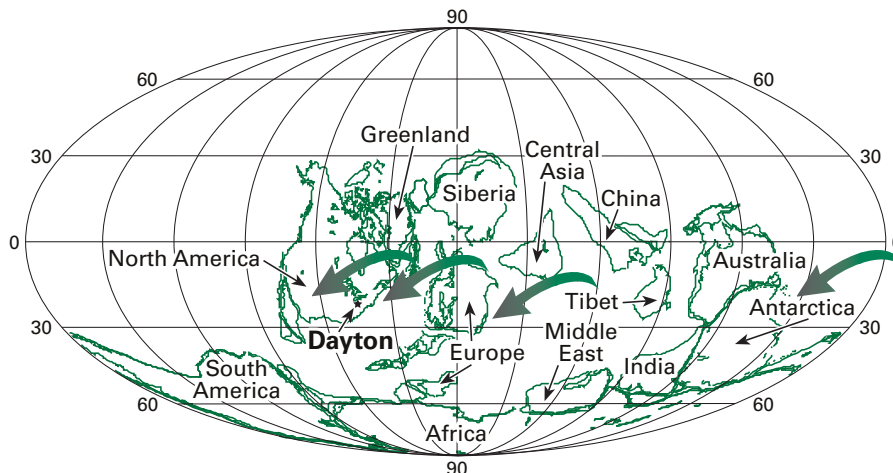 90
60
60
30
30
Greenland
Central
Asia
Siberia
China
0
North America
Australia
Tibet
Antarctica
30
30
Dayton
Europe
Middle
East
India
South
America
60
60
Africa
90